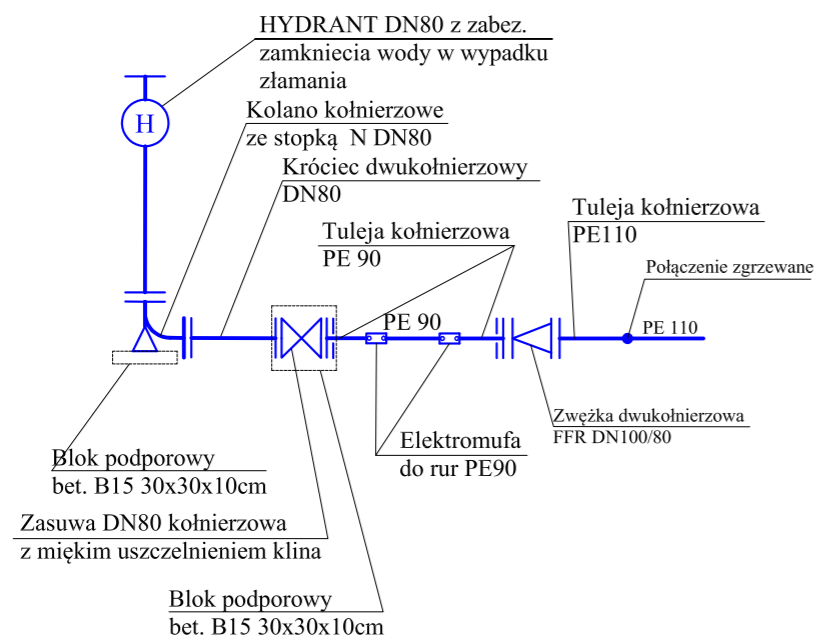 HYDRANT DN80 z zabez.
zamkniecia wody w wypadku
złamania
H
Kolano kołnierzowe
ze stopką N DN80
Króciec dwukołnierzowy
DN80
Tuleja kołnierzowa
PE 90
Tuleja kołnierzowa
PE110
Połączenie zgrzewane
PE 90
PE 110
Zwężka dwukołnierzowa
FFR DN100/80
Elektromufa
do rur PE90
Blok podporowy
bet. B15 30x30x10cm
Zasuwa DN80 kołnierzowa
z miękim uszczelnieniem klina
Blok podporowy
bet. B15 30x30x10cm